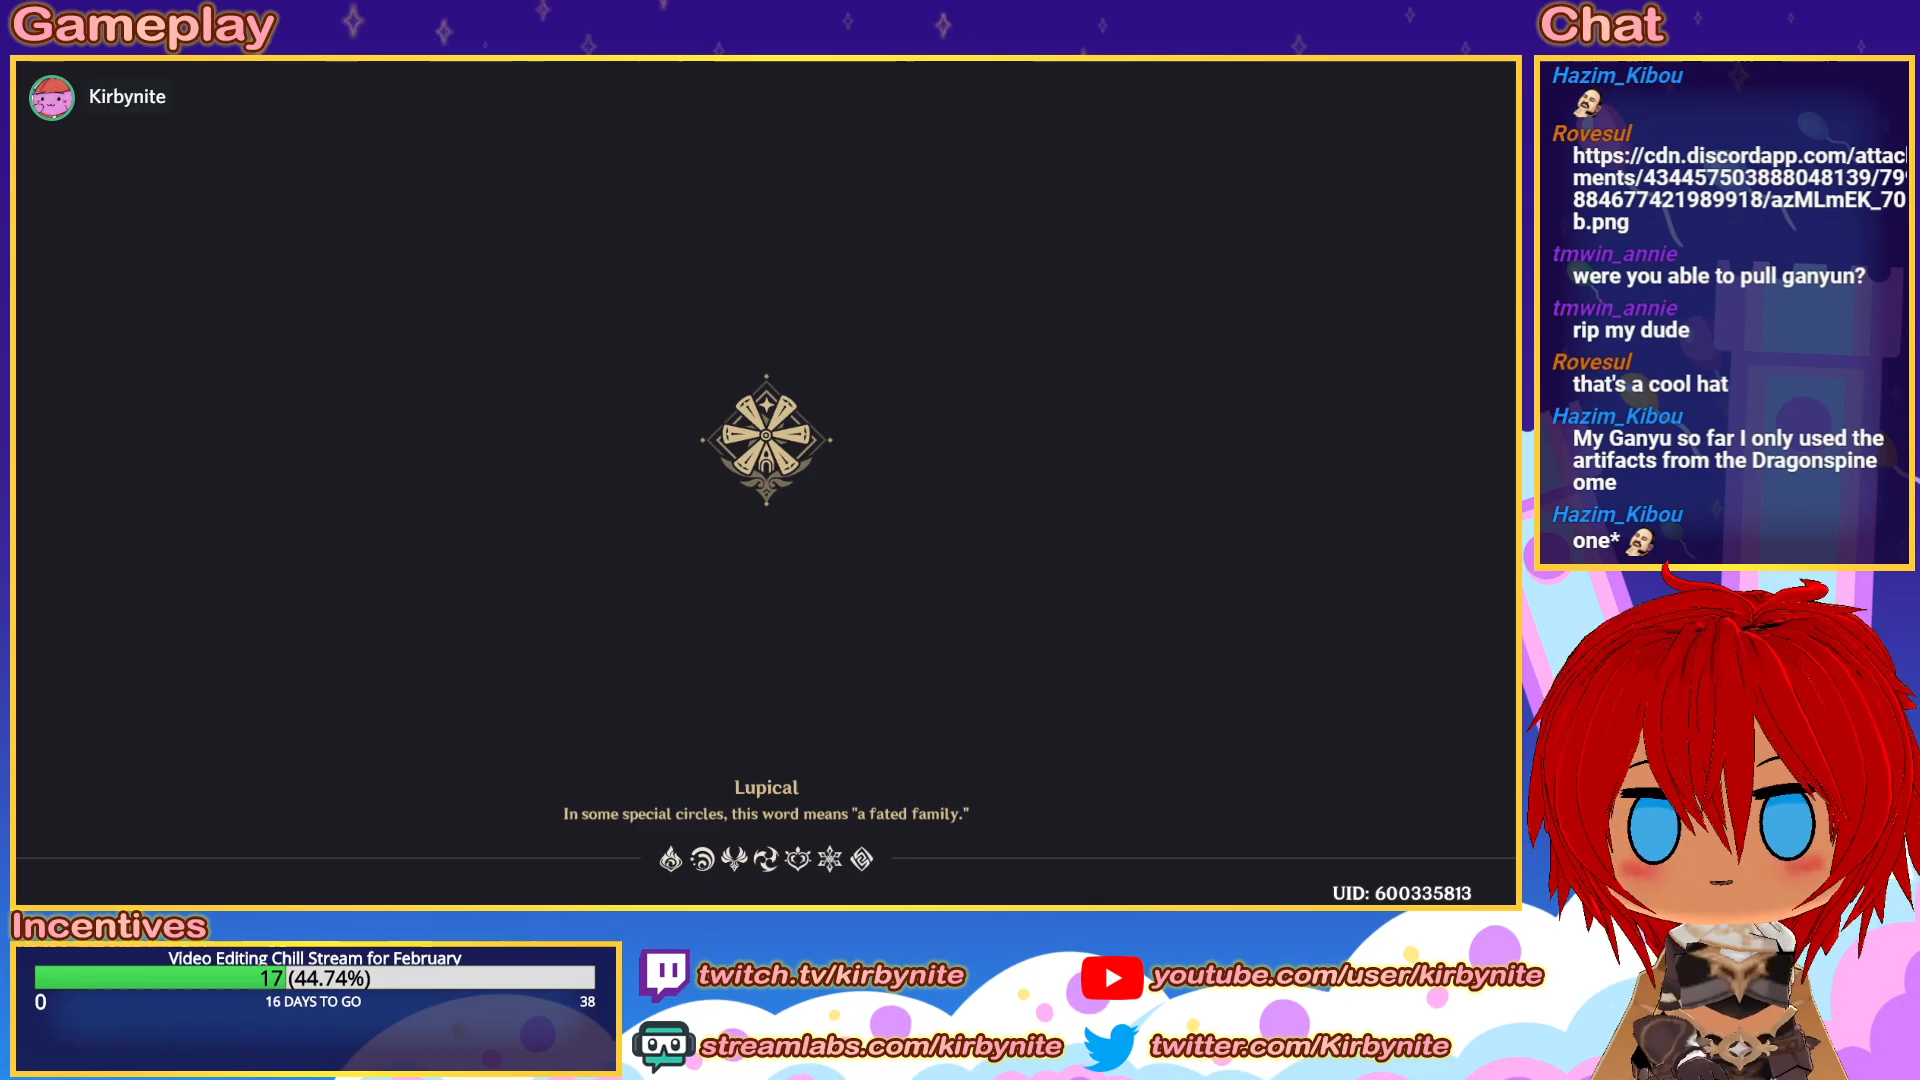 Gameplay
Chat
Kirbynite
Hazim_Kibou
Rovesul
https://cdn.discordapp.com/attac
ments/434457503888048139/79
884677421989918/azMLmEK_70
b.png
tmwin_annie
were you able to pull ganyun?
tmwin_annie
rip my dude
Rovesul
that's a cool hat
Hazim_Kibou
My Ganyu so far I only used the
artifacts from the Dragonspine
ome
Hazim_Kibou
one*
Lupical
In some special circles, this word means "a fated family."
UID: 600335813
Incentives
Video Editing Chill Stream for February
17 (44.74%)
0
16 DAYS TO GO
38
twitch.tv/kirbynite
youtube.com/user/kirbynite
streamlabs.com/kirbynite
twitter.com/Kirbynite